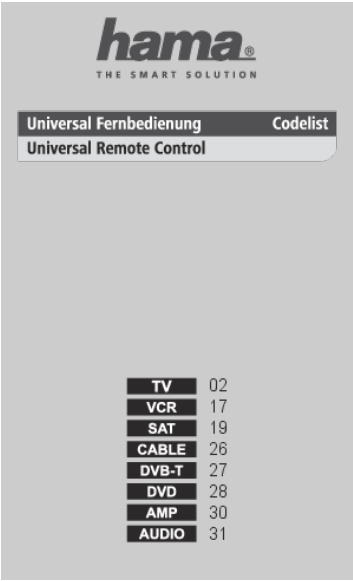 hama®
THE SMART SOLUTION
Universal Fernbedienung Codelist
Universal Remote Control
TV 02
VCR 17
SAT 19
CABLE 26
DVB-T 27
DVD 28
AMP 30
AUDIO 31